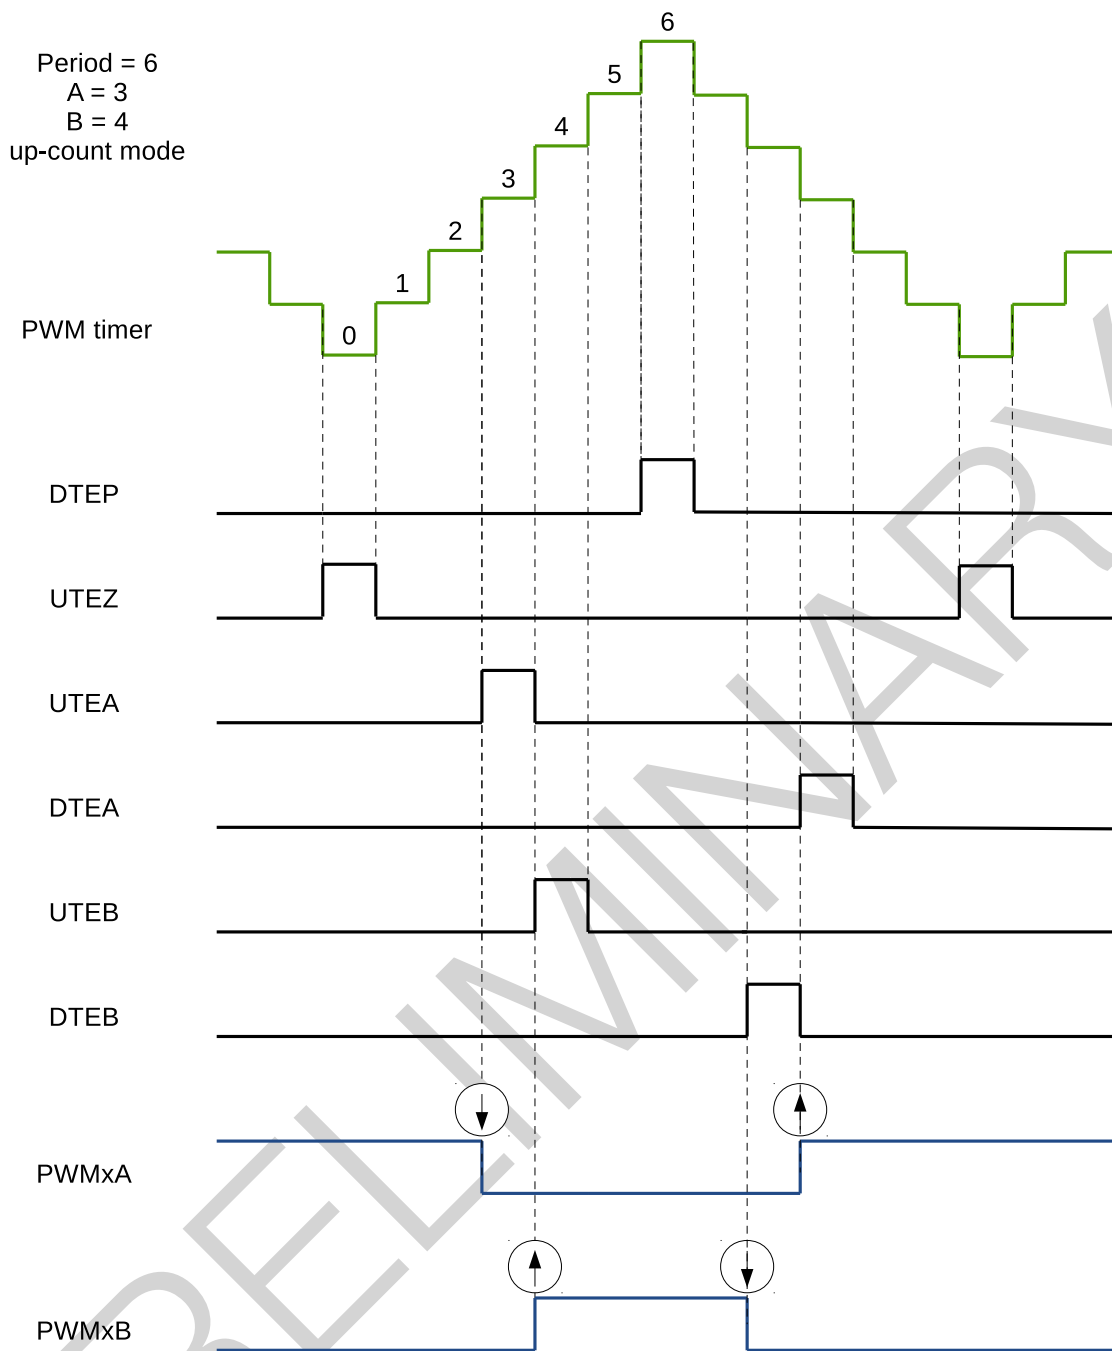 6
Period = 6
A = 3
B = 4
up-count mode
5
4
3
2
1
0
PWM timer
DTEP
UTEZ
UTEA
DTEA
UTEB
DTEB
PWMxA
PWMxB
PRELIMINARY